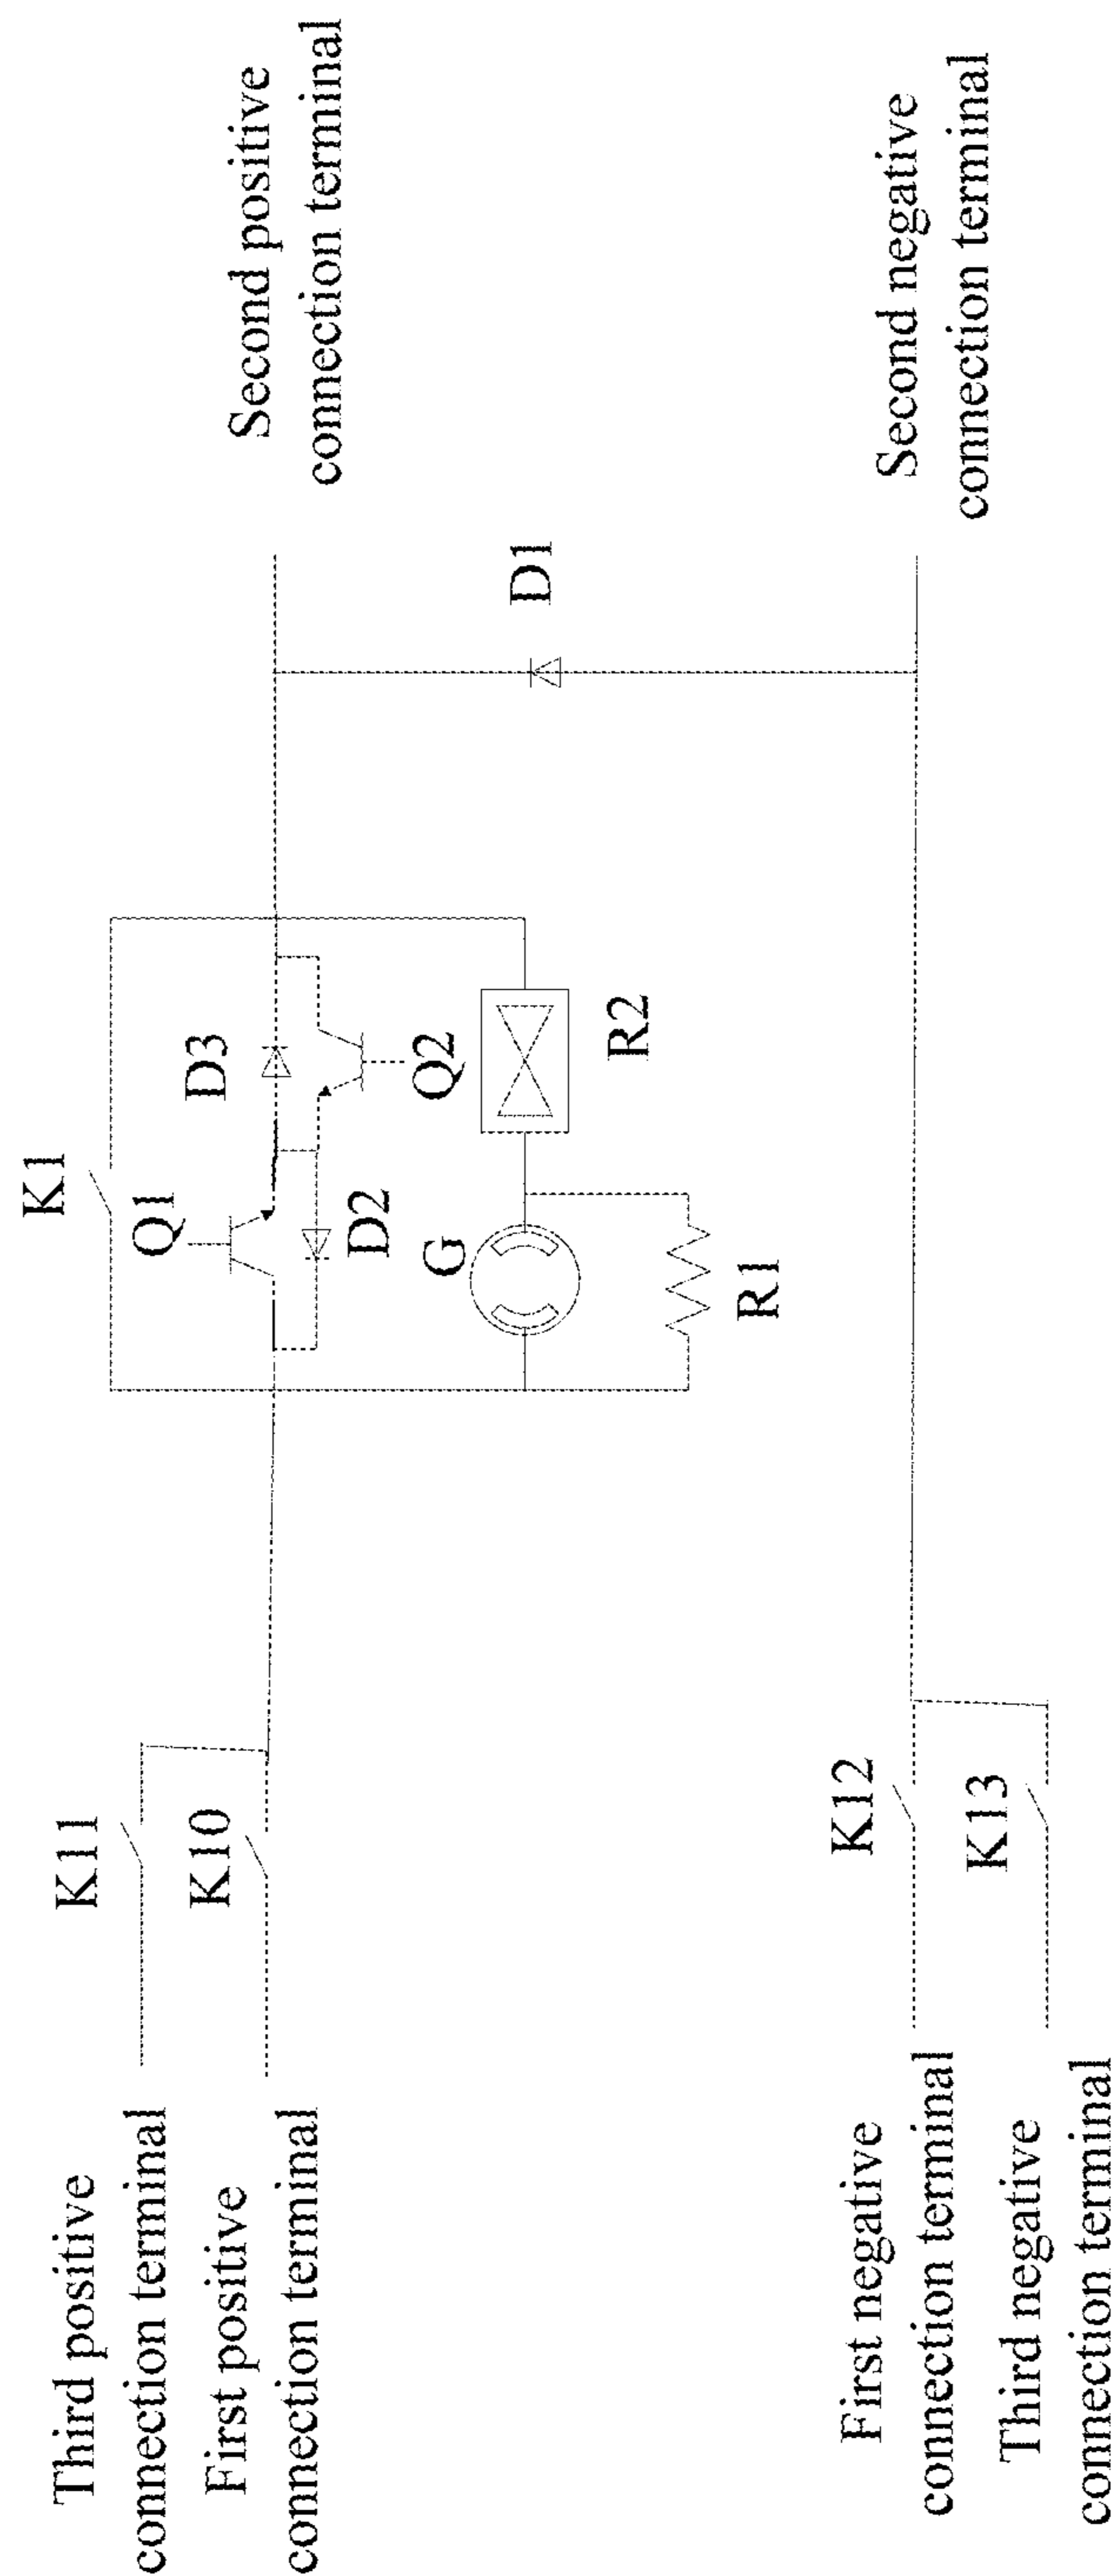 Third positive
connection terminal
First positive
connection terminal
K11
K10
K1
Q1
D3
D2
Q2
G
R2
R1
D1
Second positive
connection terminal
First negative
connection terminal
Third negative
connection terminal
K12
K13
Second negative
connection terminal